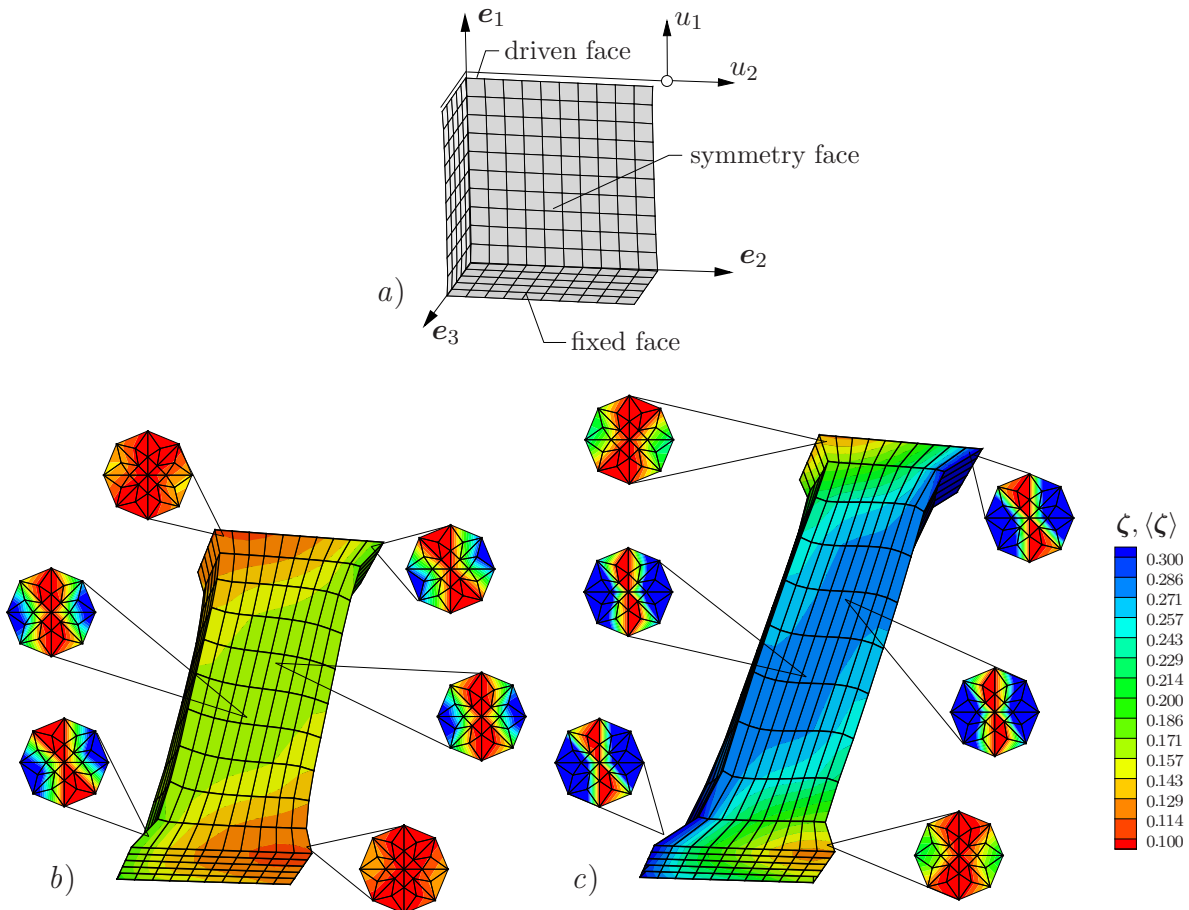 e₁
u₁
driven face
u₂
symmetry face
e₂
a)
e₃
fixed face
ζ, ⟨ζ⟩
0.300
0.286
0.271
0.257
0.243
0.229
0.214
0.200
0.186
0.171
0.157
0.143
0.129
0.114
0.100
b)
c)